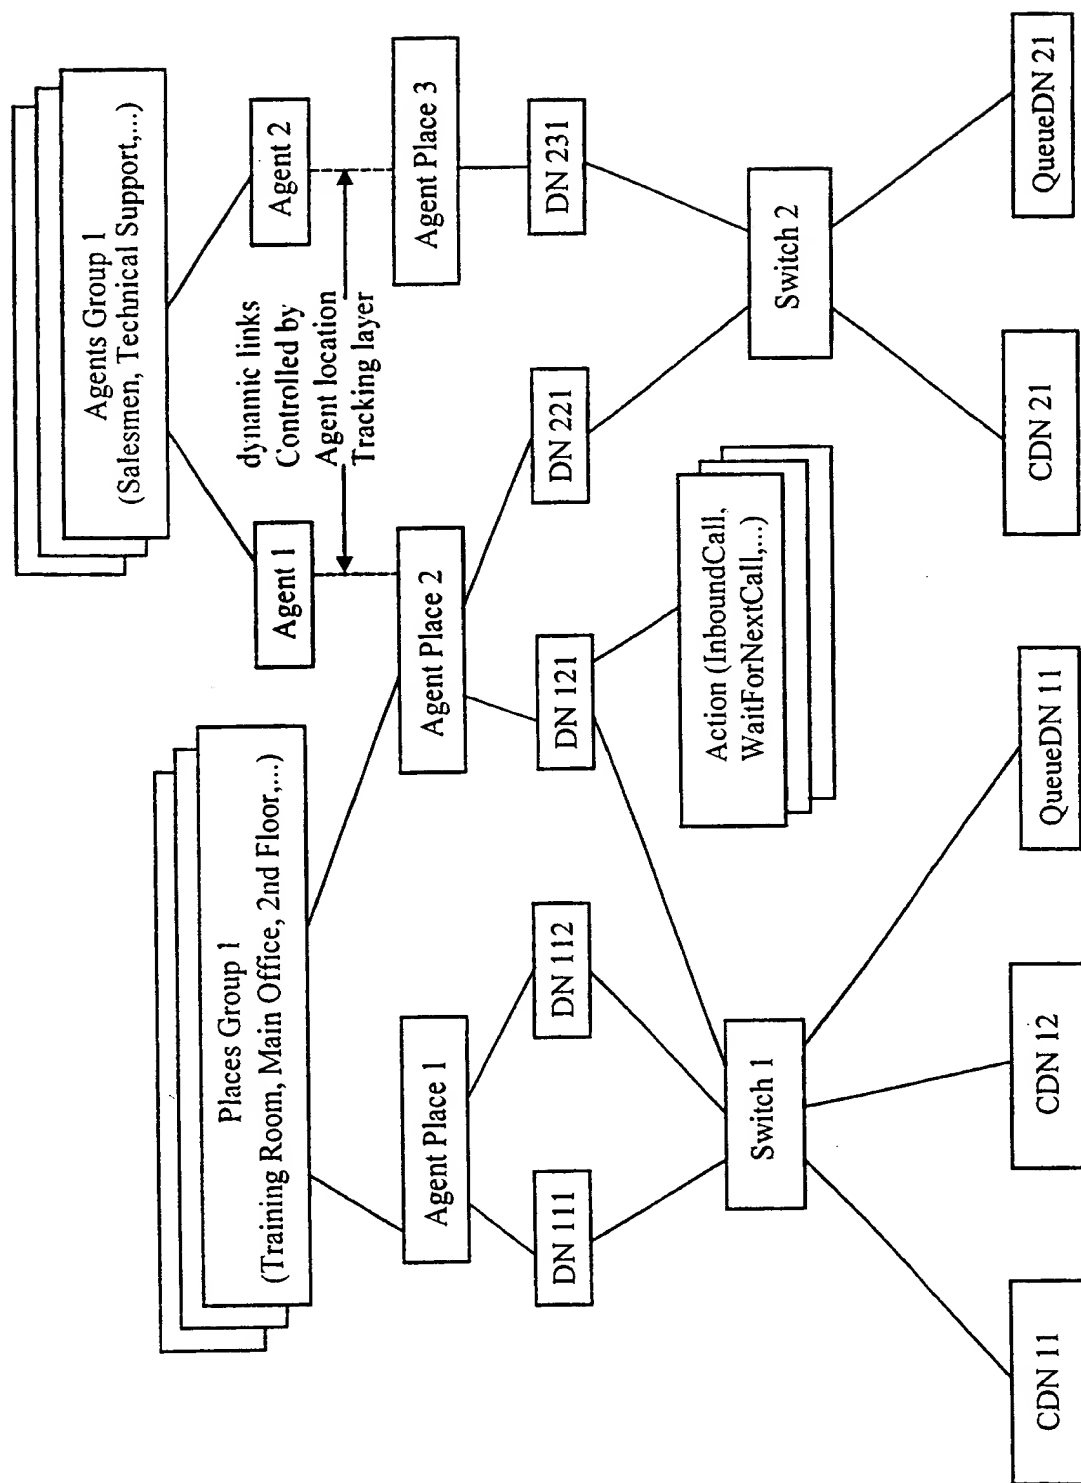 Agents Group 1
(Salesmen, Technical Support,...)
Places Group 1
(Training Room, Main Office, 2nd Floor,...)
Agent 1
Agent 2
dynamic links
Controlled by
Agent location
Tracking layer
Agent Place 1
Agent Place 2
Agent Place 3
DN 111
DN 112
DN 121
DN 221
DN 231
Action (InboundCall,
WaitForNextCall,...)
Switch 1
Switch 2
CDN 11
CDN 12
QueueDN 11
CDN 21
QueueDN 21